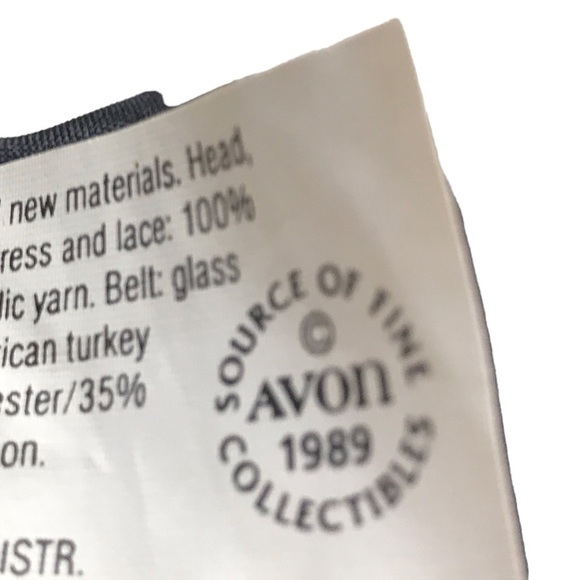 new materials. Head,
ress and lace: 100%
lic yarn. Belt: glass
ican turkey
ester/35%
on.
ISTR.
SOURCE OF FINE
©
AVON
1989
COLLECTIBLES